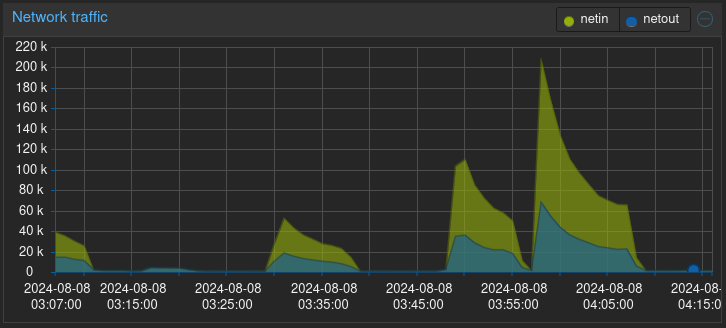 Network traffic
netin netout
220 k
200 k
180 k
160 k
140 k
120 k
100 k
80 k
60 k
40 k
20 k
0
2024-08-08 2024-08-08 2024-08-08 2024-08-08 2024-08-08 2024-08-08 2024-08-08 2024-08-
03:07:00 03:15:00 03:25:00 03:35:00 03:45:00 03:55:00 04:05:00 04:15:0